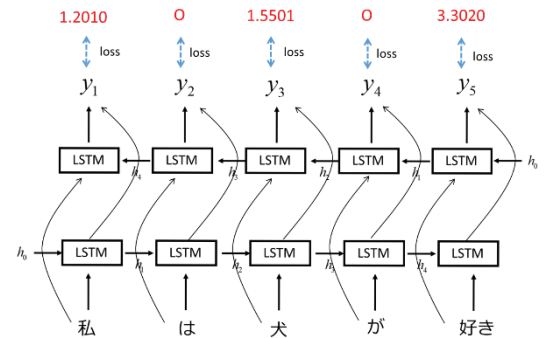 1.2010 O 1.5501 O 3.3020
loss loss loss loss loss
y1 y2 y3 y4 y5
LSTM h4 LSTM h3 LSTM h2 LSTM h1 LSTM h0
h0 LSTM h1 LSTM h2 LSTM h3 LSTM h4 LSTM
私 は 犬 が 好き